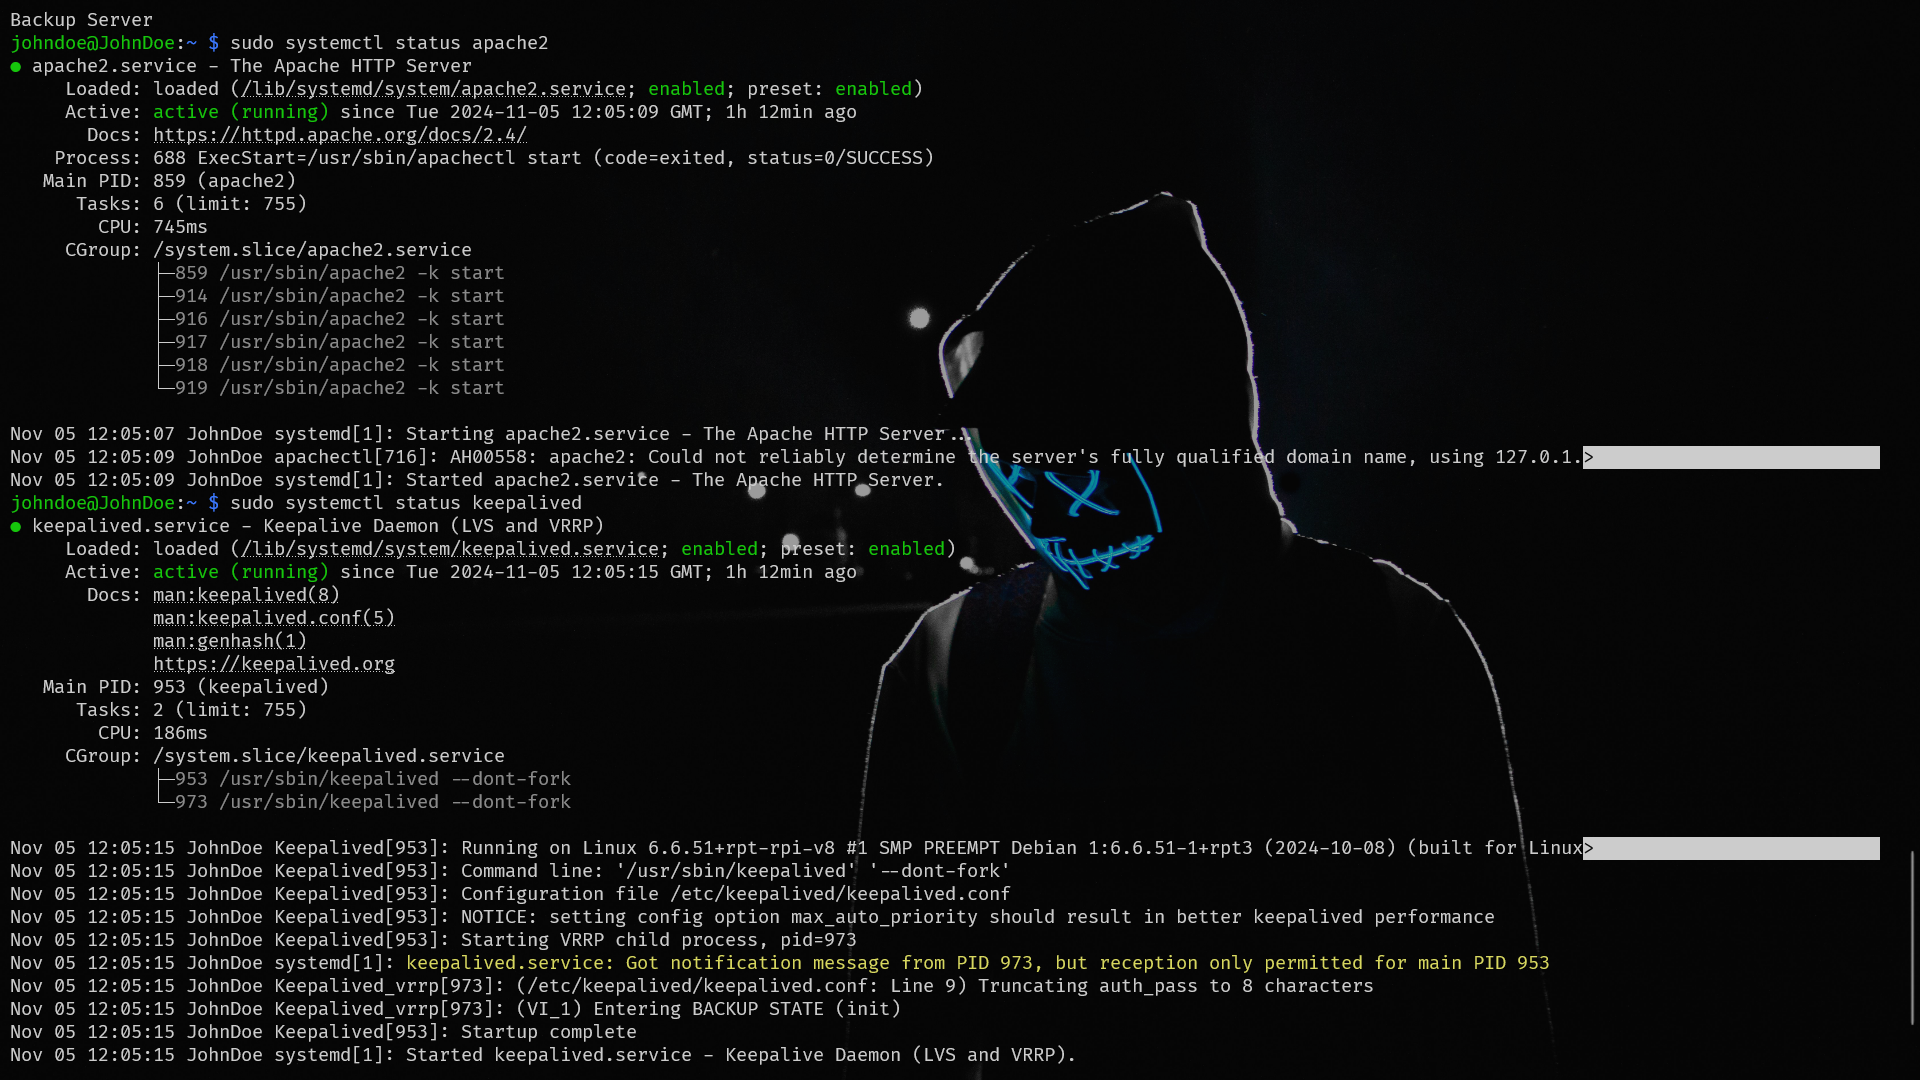 Backup Server
johndoe@JohnDoe:~ $ sudo systemctl status apache2
● apache2.service - The Apache HTTP Server
     Loaded: loaded (/lib/systemd/system/apache2.service; enabled; preset: enabled)
     Active: active (running) since Tue 2024-11-05 12:05:09 GMT; 1h 12min ago
       Docs: https://httpd.apache.org/docs/2.4/
    Process: 688 ExecStart=/usr/sbin/apachectl start (code=exited, status=0/SUCCESS)
   Main PID: 859 (apache2)
      Tasks: 6 (limit: 755)
        CPU: 745ms
     CGroup: /system.slice/apache2.service
             ├─859 /usr/sbin/apache2 -k start
             ├─914 /usr/sbin/apache2 -k start
             ├─916 /usr/sbin/apache2 -k start
             ├─917 /usr/sbin/apache2 -k start
             ├─918 /usr/sbin/apache2 -k start
             └─919 /usr/sbin/apache2 -k start

Nov 05 12:05:07 JohnDoe systemd[1]: Starting apache2.service - The Apache HTTP Server...
Nov 05 12:05:09 JohnDoe apachectl[716]: AH00558: apache2: Could not reliably determine the server's fully qualified domain name, using 127.0.1.>
Nov 05 12:05:09 JohnDoe systemd[1]: Started apache2.service - The Apache HTTP Server.
johndoe@JohnDoe:~ $ sudo systemctl status keepalived
● keepalived.service - Keepalive Daemon (LVS and VRRP)
     Loaded: loaded (/lib/systemd/system/keepalived.service; enabled; preset: enabled)
     Active: active (running) since Tue 2024-11-05 12:05:15 GMT; 1h 12min ago
       Docs: man:keepalived(8)
             man:keepalived.conf(5)
             man:genhash(1)
             https://keepalived.org
   Main PID: 953 (keepalived)
      Tasks: 2 (limit: 755)
        CPU: 186ms
     CGroup: /system.slice/keepalived.service
             ├─953 /usr/sbin/keepalived --dont-fork
             └─973 /usr/sbin/keepalived --dont-fork

Nov 05 12:05:15 JohnDoe Keepalived[953]: Running on Linux 6.6.51+rpt-rpi-v8 #1 SMP PREEMPT Debian 1:6.6.51-1+rpt3 (2024-10-08) (built for Linux>
Nov 05 12:05:15 JohnDoe Keepalived[953]: Command line: '/usr/sbin/keepalived' '--dont-fork'
Nov 05 12:05:15 JohnDoe Keepalived[953]: Configuration file /etc/keepalived/keepalived.conf
Nov 05 12:05:15 JohnDoe Keepalived[953]: NOTICE: setting config option max_auto_priority should result in better keepalived performance
Nov 05 12:05:15 JohnDoe Keepalived[953]: Starting VRRP child process, pid=973
Nov 05 12:05:15 JohnDoe systemd[1]: keepalived.service: Got notification message from PID 973, but reception only permitted for main PID 953
Nov 05 12:05:15 JohnDoe Keepalived_vrrp[973]: (/etc/keepalived/keepalived.conf: Line 9) Truncating auth_pass to 8 characters
Nov 05 12:05:15 JohnDoe Keepalived_vrrp[973]: (VI_1) Entering BACKUP STATE (init)
Nov 05 12:05:15 JohnDoe Keepalived[953]: Startup complete
Nov 05 12:05:15 JohnDoe systemd[1]: Started keepalived.service - Keepalive Daemon (LVS and VRRP).